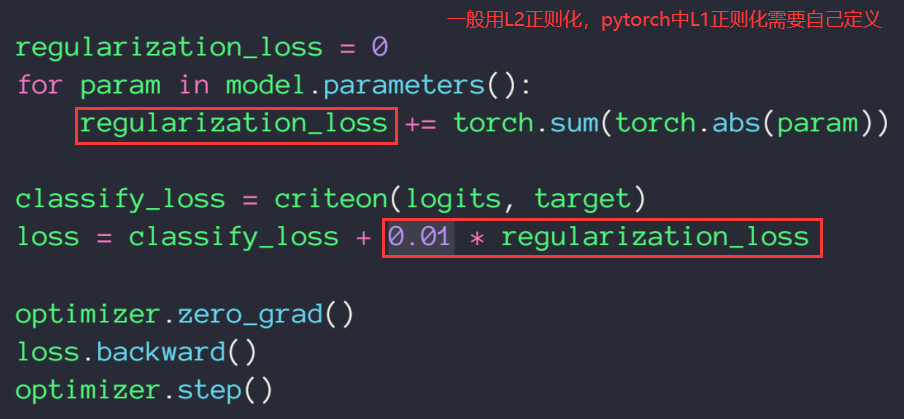 一般用L2正则化，pytorch中L1正则化需要自己定义
regularization_loss = 0
for param in model.parameters():
    regularization_loss += torch.sum(torch.abs(param))
classify_loss = criteon(logits, target)
loss = classify_loss + 0.01 * regularization_loss
optimizer.zero_grad()
loss.backward()
optimizer.step()